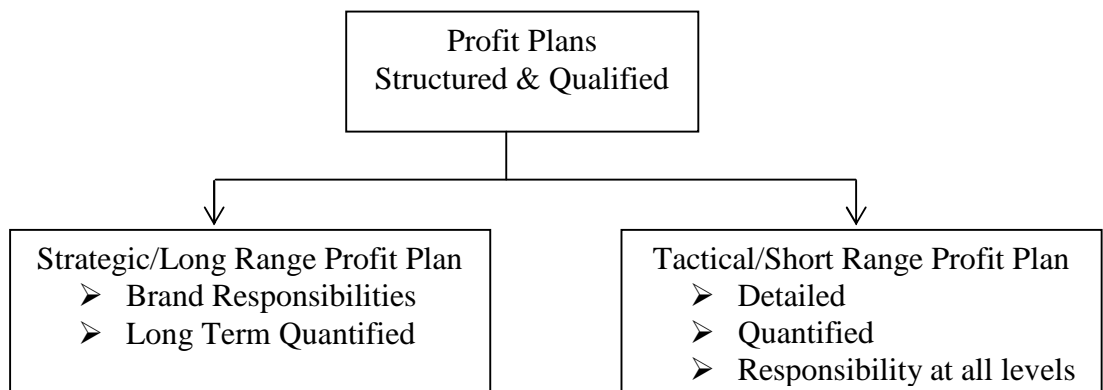 Profit Plans
Structured & Qualified
Strategic/Long Range Profit Plan
➤ Brand Responsibilities
➤ Long Term Quantified
Tactical/Short Range Profit Plan
➤ Detailed
➤ Quantified
➤ Responsibility at all levels